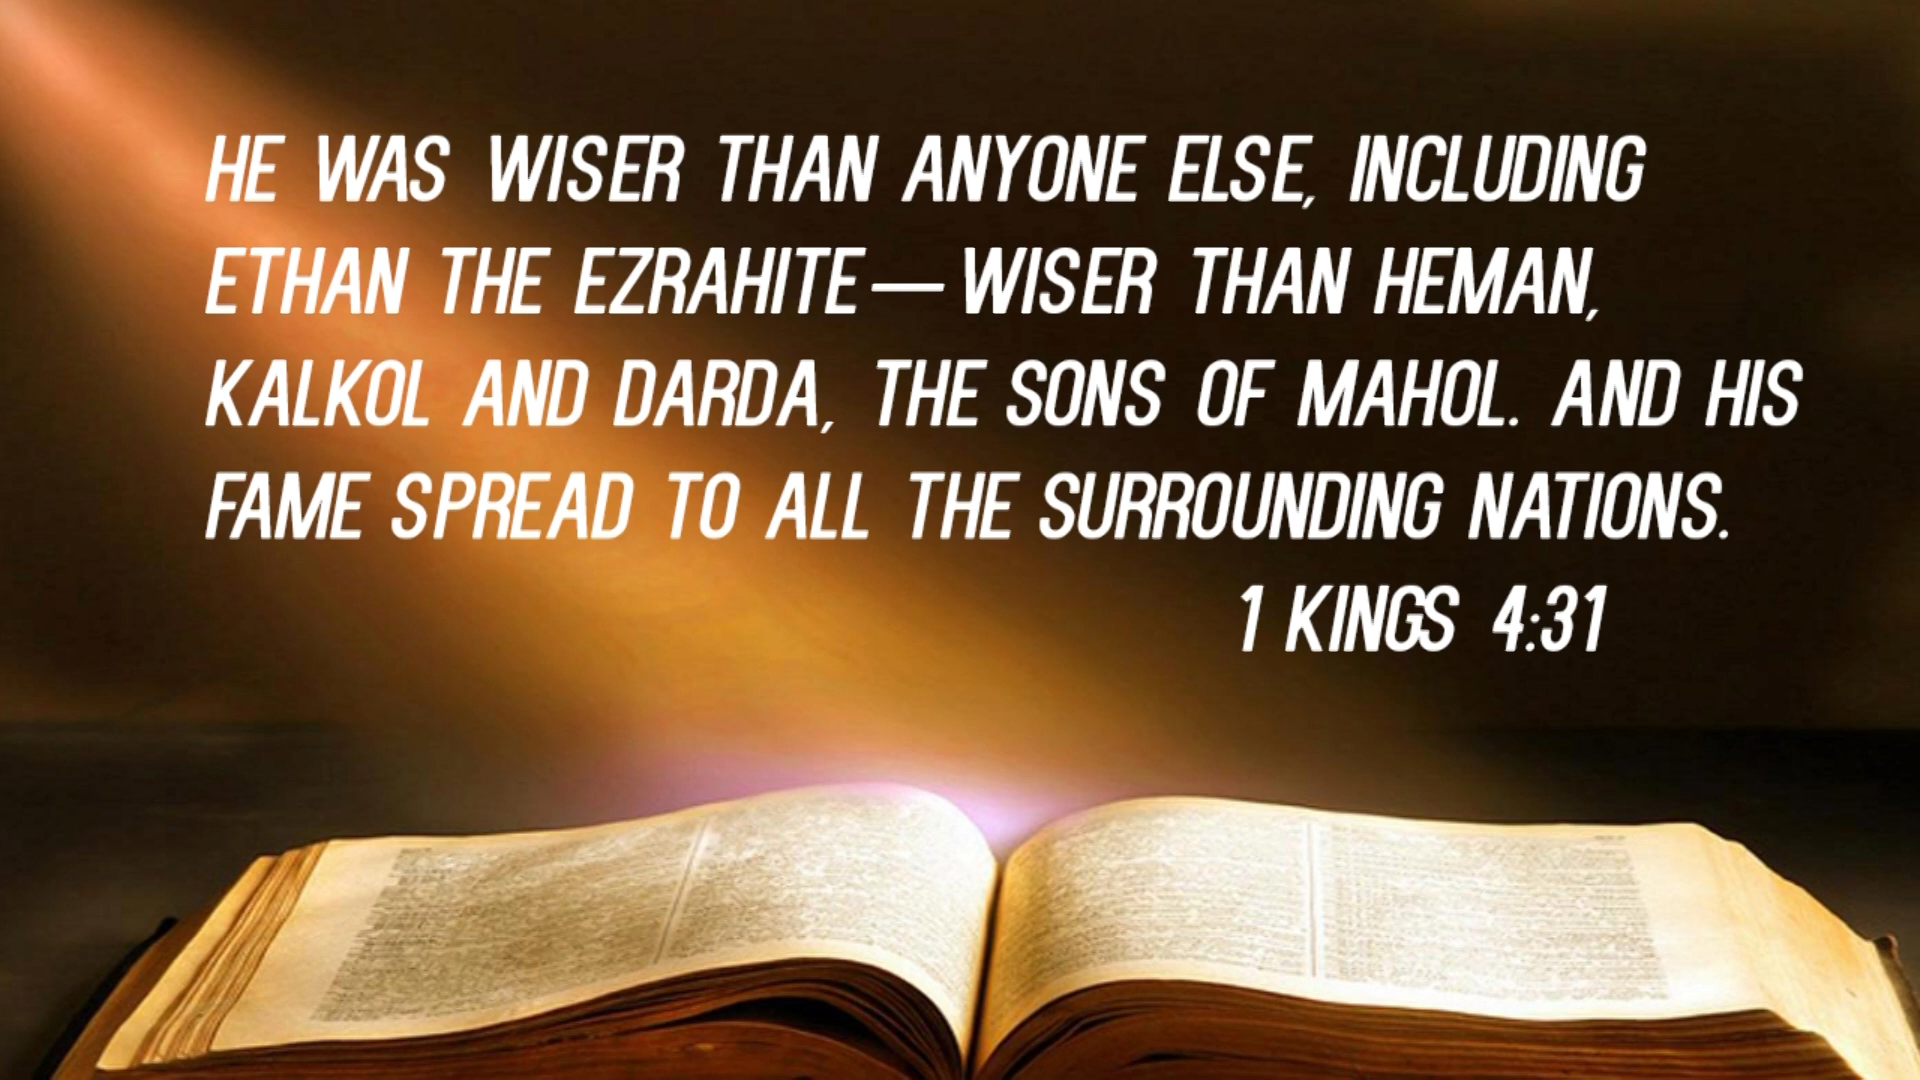 HE WAS WISER THAN ANYONE ELSE, INCLUDING
ETHAN THE EZRAHITE—WISER THAN HEMAN,
KALKOL AND DARDA, THE SONS OF MAHOL. AND HIS
FAME SPREAD TO ALL THE SURROUNDING NATIONS.
1 KINGS 4:31